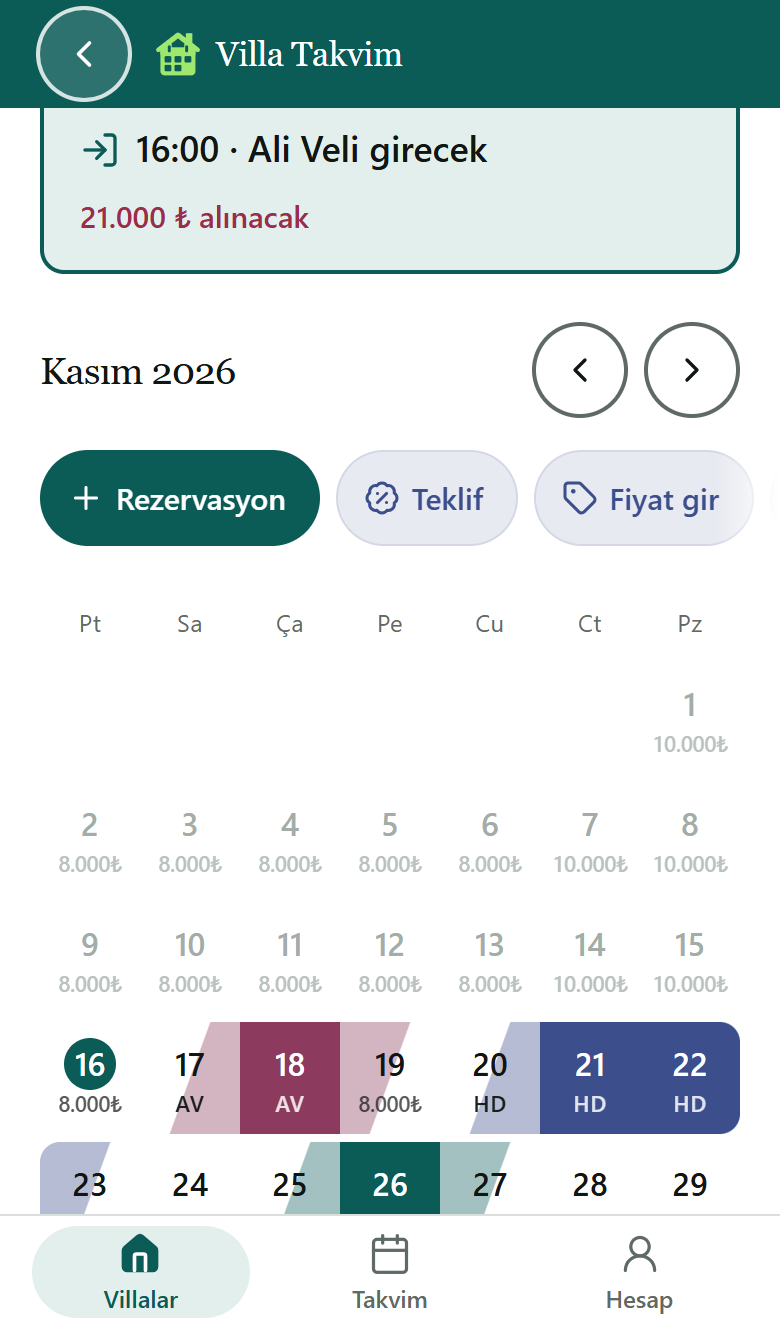 Villa Takvim
16:00 · Ali Veli girecek
21.000 ₺ alınacak
Kasım 2026
+ Rezervasyon Teklif Fiyat gir
Pt Sa Ça Pe Cu Ct Pz
1
10.000₺
2 3 4 5 6 7 8
8.000₺ 8.000₺ 8.000₺ 8.000₺ 8.000₺ 10.000₺ 10.000₺
9 10 11 12 13 14 15
8.000₺ 8.000₺ 8.000₺ 8.000₺ 8.000₺ 10.000₺ 10.000₺
16 17 18 19 20 21 22
8.000₺ AV AV 8.000₺ HD HD HD
23 24 25 26 27 28 29
Villalar Takvim Hesap